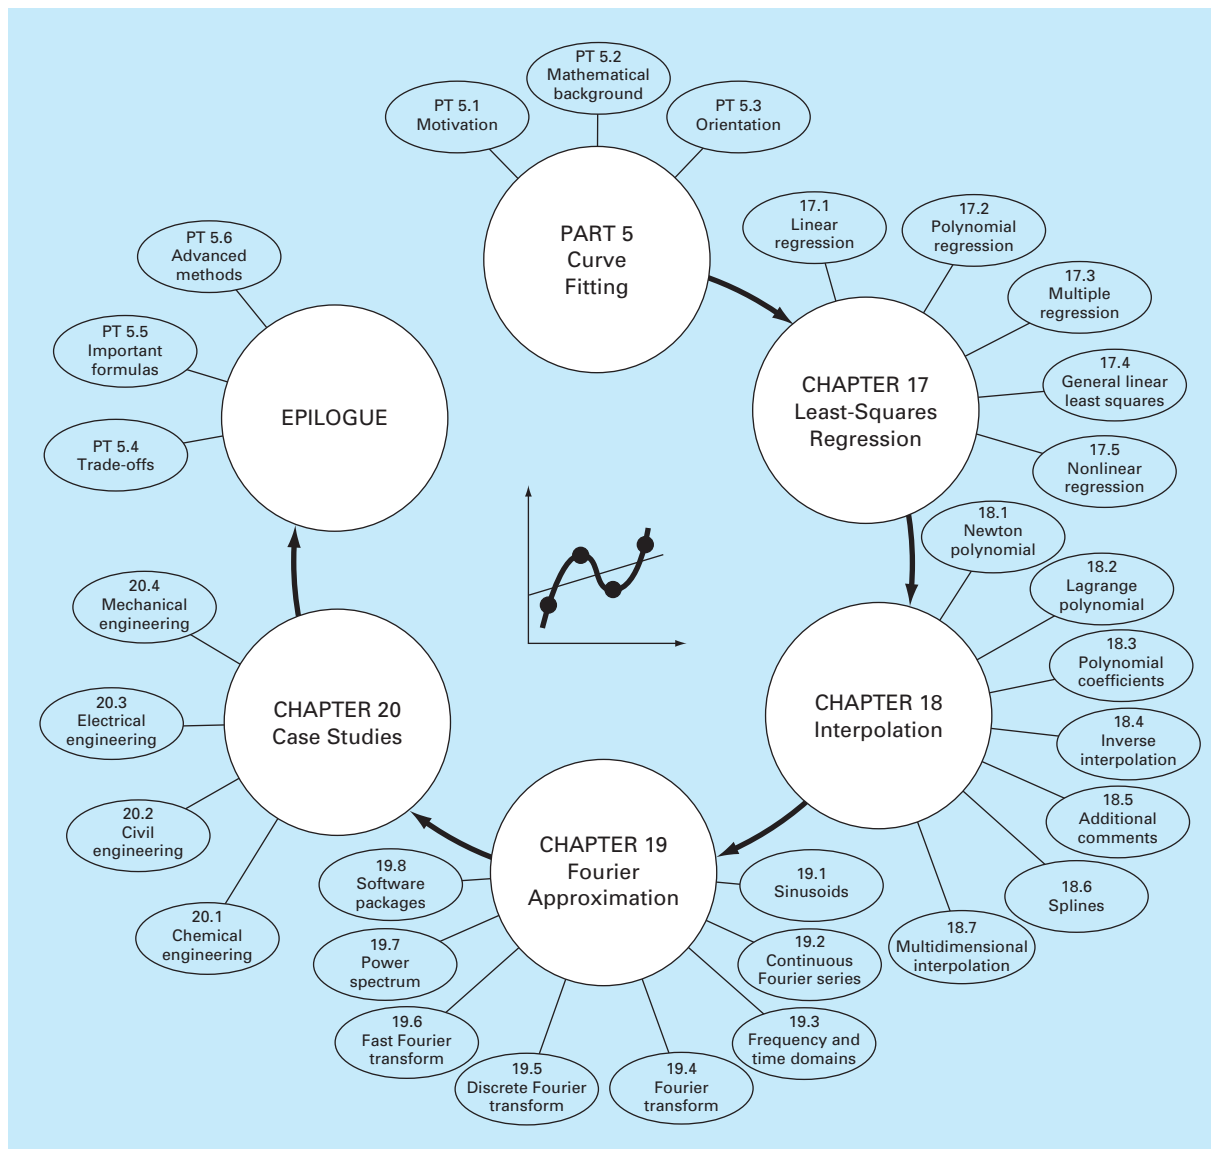 PT 5.1
Motivation
PT 5.2
Mathematical
background
PT 5.3
Orientation
PART 5
Curve
Fitting
17.1
Linear
regression
17.2
Polynomial
regression
17.3
Multiple
regression
17.4
General linear
least squares
17.5
Nonlinear
regression
CHAPTER 17
Least-Squares
Regression
18.1
Newton
polynomial
18.2
Lagrange
polynomial
18.3
Polynomial
coefficients
18.4
Inverse
interpolation
18.5
Additional
comments
18.6
Splines
18.7
Multidimensional
interpolation
CHAPTER 18
Interpolation
CHAPTER 19
Fourier
Approximation
19.1
Sinusoids
19.2
Continuous
Fourier series
19.3
Frequency and
time domains
19.4
Fourier
transform
19.5
Discrete Fourier
transform
19.6
Fast Fourier
transform
19.7
Power
spectrum
19.8
Software
packages
CHAPTER 20
Case Studies
20.1
Chemical
engineering
20.2
Civil
engineering
20.3
Electrical
engineering
20.4
Mechanical
engineering
EPILOGUE
PT 5.4
Trade-offs
PT 5.5
Important
formulas
PT 5.6
Advanced
methods